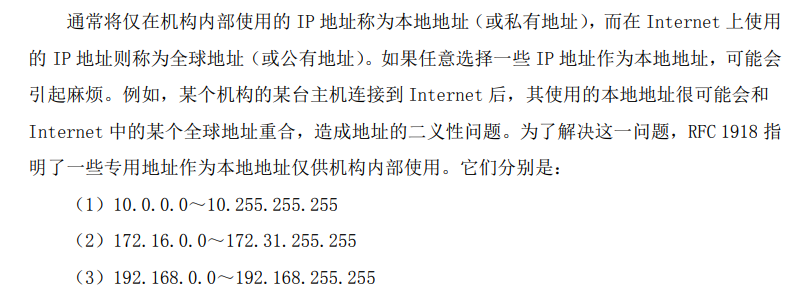 通常将仅在机构内部使用的 IP 地址称为本地地址（或私有地址），而在 Internet 上使用
的 IP 地址则称为全球地址（或公有地址）。如果任意选择一些 IP 地址作为本地地址，可能会
引起麻烦。例如，某个机构的某台主机连接到 Internet 后，其使用的本地地址很可能会和
Internet 中的某个全球地址重合，造成地址的二义性问题。为了解决这一问题，RFC 1918 指
明了一些专用地址作为本地地址仅供机构内部使用。它们分别是：
（1）10.0.0.0～10.255.255.255
（2）172.16.0.0～172.31.255.255
（3）192.168.0.0～192.168.255.255